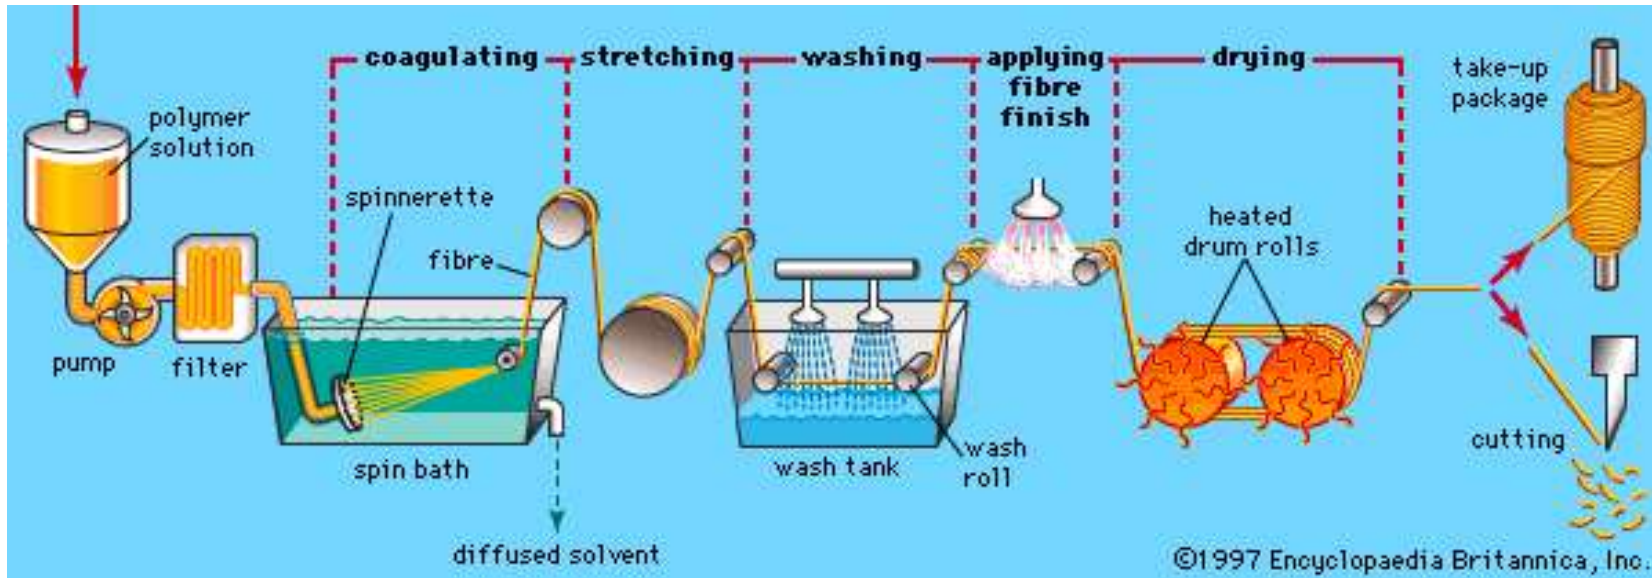 coagulating
stretching
washing
applying
fibre
finish
drying
take-up
package
polymer
solution
spinnerette
fibre
heated
drum rolls
pump
filter
spin bath
wash tank
wash
roll
cutting
diffused solvent
©1997 Encyclopaedia Britannica, Inc.